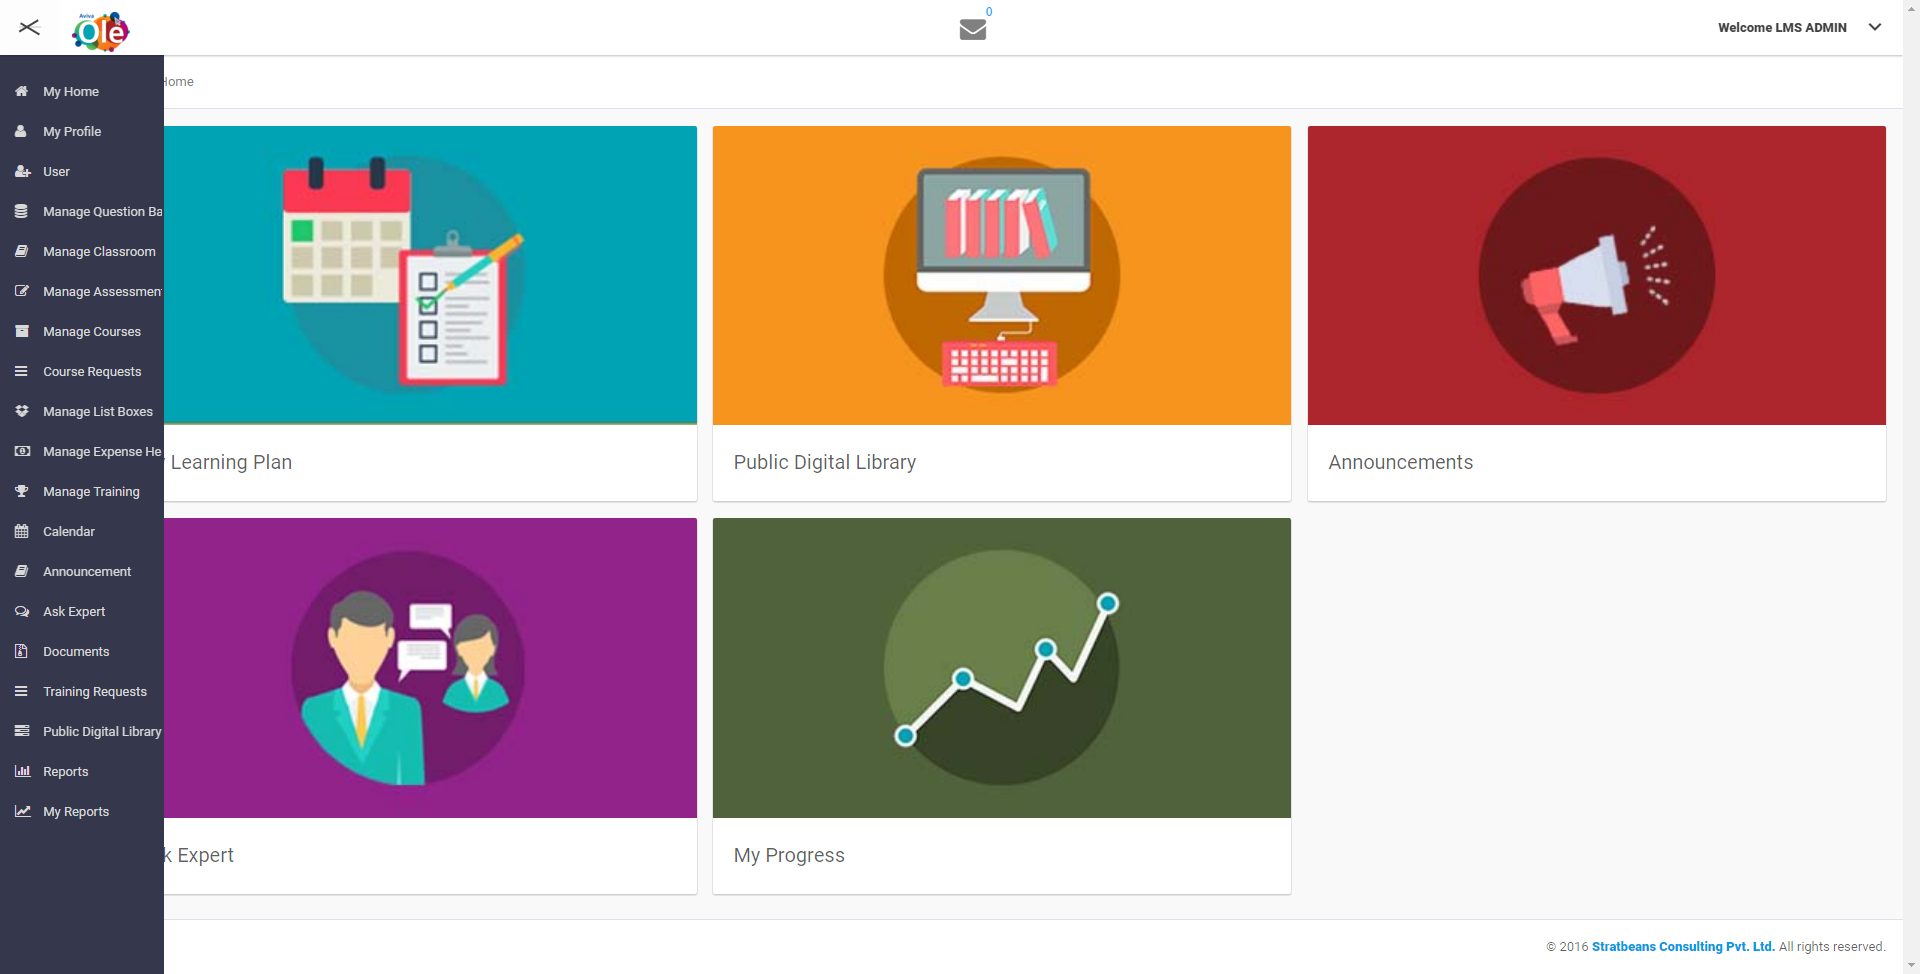 Aviva
Ole
0
Welcome LMS ADMIN
Home
My Home
My Profile
User
Manage Question Ba
Manage Classroom
Manage Assessmen
Manage Courses
Course Requests
Manage List Boxes
Manage Expense He
Manage Training
Calendar
Announcement
Ask Expert
Documents
Training Requests
Public Digital Library
Reports
My Reports
Learning Plan
Public Digital Library
Announcements
k Expert
My Progress
© 2016 Stratbeans Consulting Pvt. Ltd. All rights reserved.